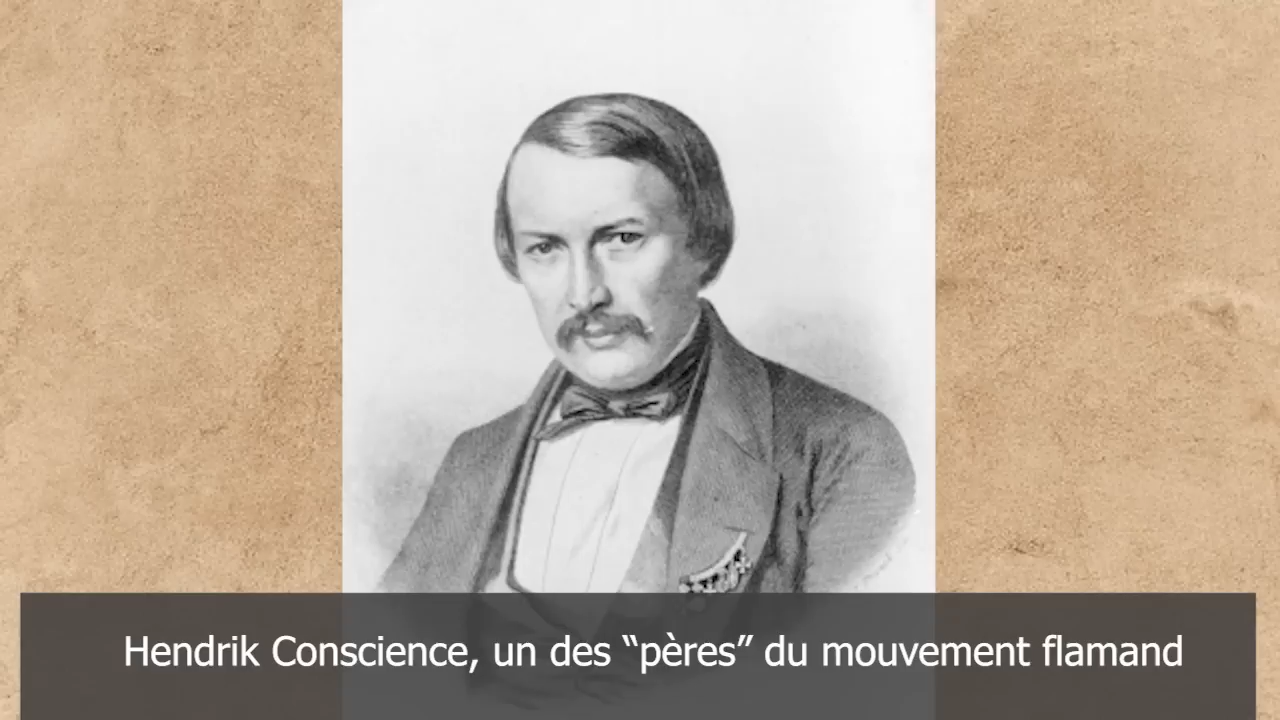 Hendrik Conscience, un des “pères” du mouvement flamand